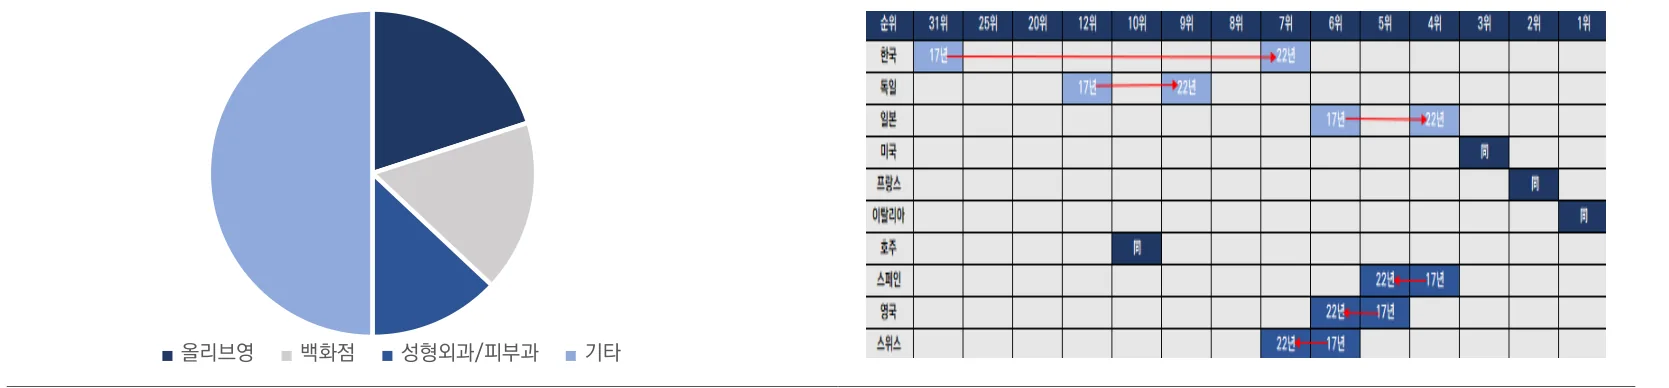 올리브영 백화점 성형외과/피부과 기타
순위 31위 25위 20위 12위 10위 9위 8위 7위 6위 5위 4위 3위 2위 1위
한국 17년 22년
독일 17년 22년
일본 17년 22년
미국 同
프랑스 同
이탈리아 同
호주 同
스페인 22년 17년
영국 22년 17년
스위스 22년 17년